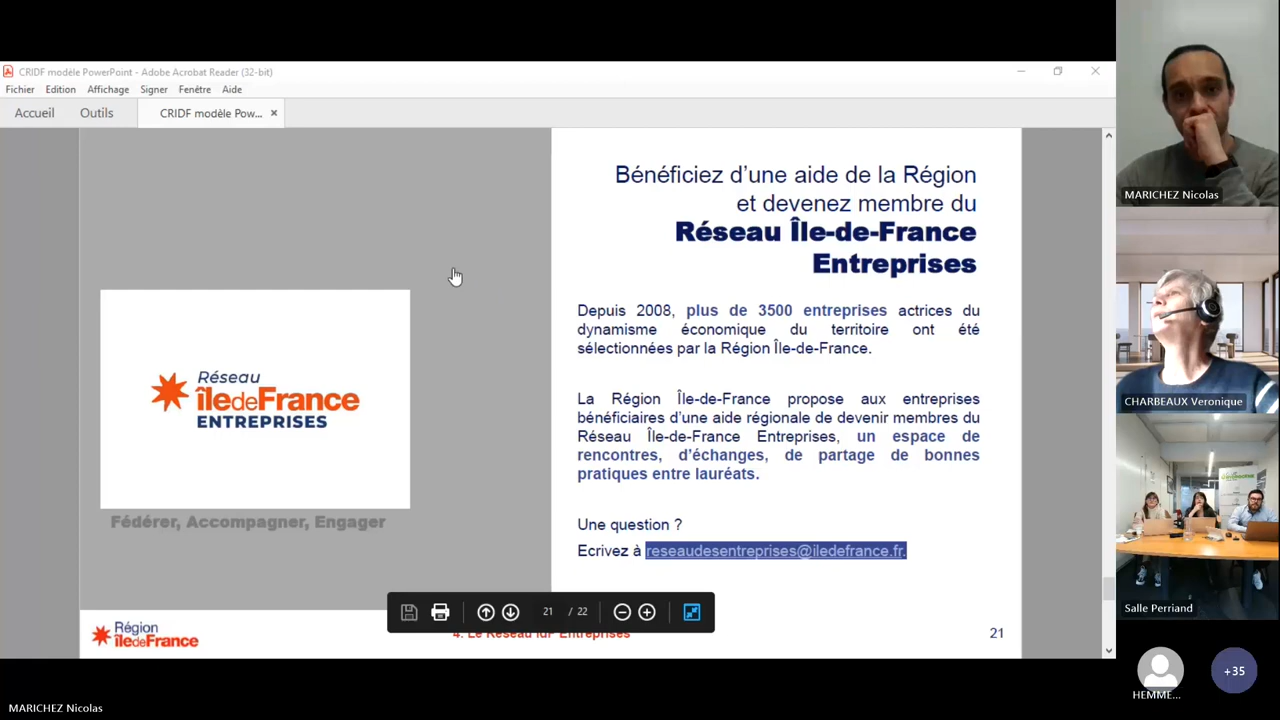 CRIDF modèle PowerPoint - Adobe Acrobat Reader (32-bit)
Fichier Edition Affichage Signer Fenêtre Aide
Accueil Outils CRIDF modèle Pow...
Bénéficiez d’une aide de la Région
et devenez membre du
Réseau Île-de-France
Entreprises
Depuis 2008, plus de 3500 entreprises actrices du
dynamisme économique du territoire ont été
sélectionnées par la Région Île-de-France.
La Région Île-de-France propose aux entreprises
bénéficiaires d’une aide régionale de devenir membres du
Réseau Île-de-France Entreprises, un espace de
rencontres, d’échanges, de partage de bonnes
pratiques entre lauréats.
Une question ?
Ecrivez à reseaudesentreprises@iledefrance.fr.
Réseau
îledeFrance
ENTREPRISES
Fédérer, Accompagner, Engager
21 / 22
Région
îledeFrance
4. Le Réseau IdF Entreprises
21
MARICHEZ Nicolas
CHARBEAUX Veronique
Salle Perriand
HEMME...
+35
MARICHEZ Nicolas